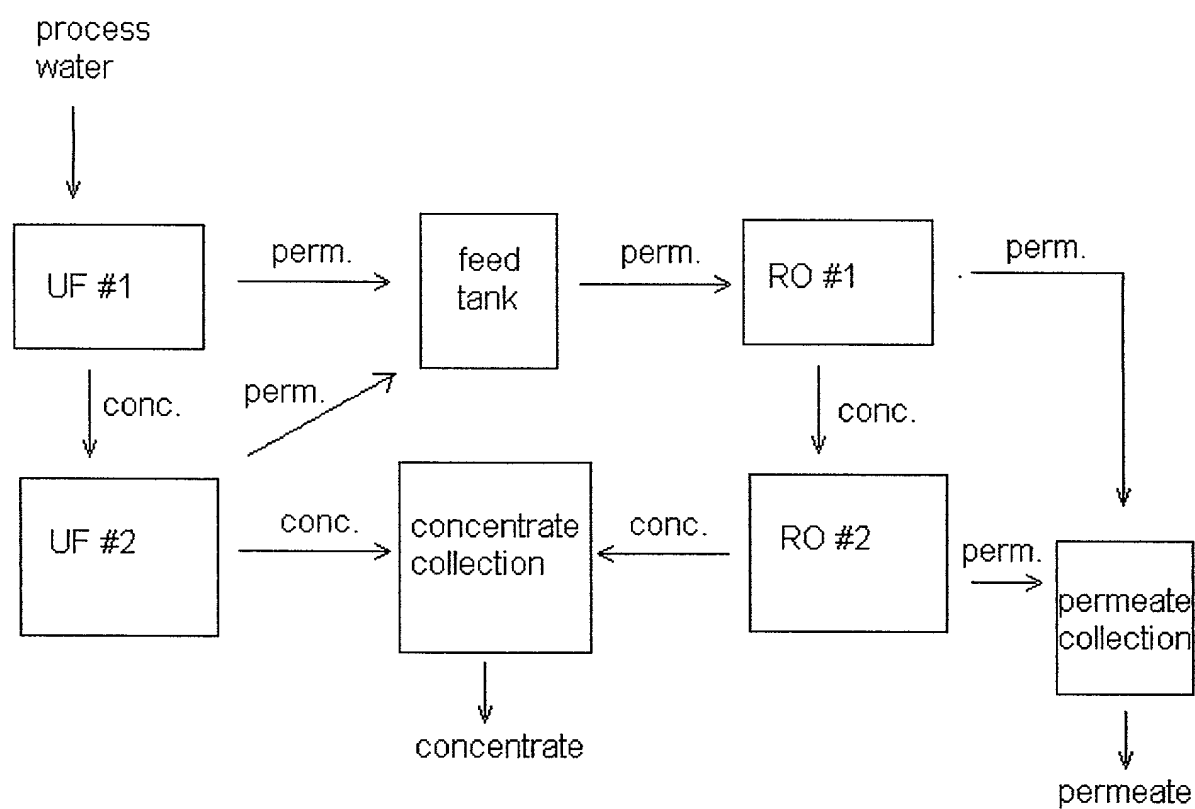 process
water
UF #1
perm.
feed
tank
perm.
RO #1
perm.
conc.
perm.
conc.
UF #2
conc.
concentrate
collection
conc.
RO #2
perm.
permeate
collection
concentrate
permeate